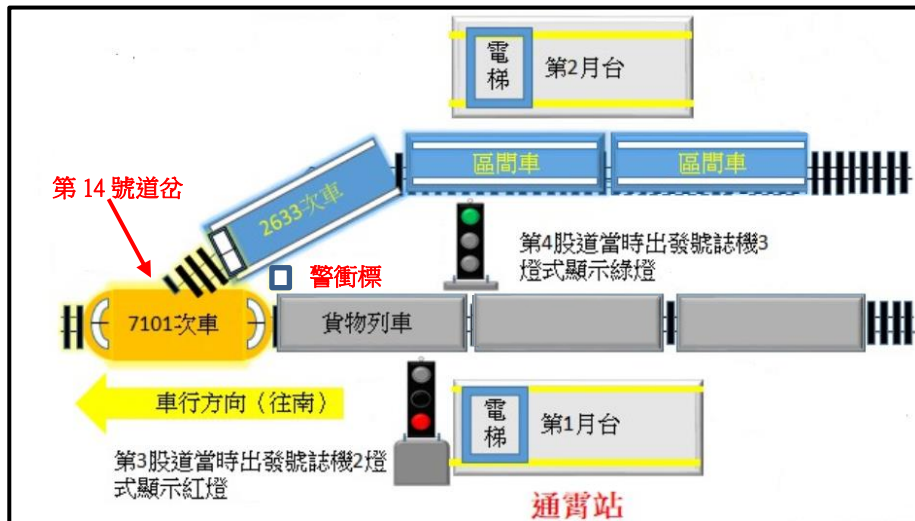 電
梯
第2月台
區間車
區間車
2633次車
第 14 號道岔
第4股道當時出發號誌機3
燈式顯示綠燈
警衝標
7101次車
貨物列車
車行方向（往南）
電
梯
第1月台
第3股道當時出發號誌機2燈
式顯示紅燈
通霄站